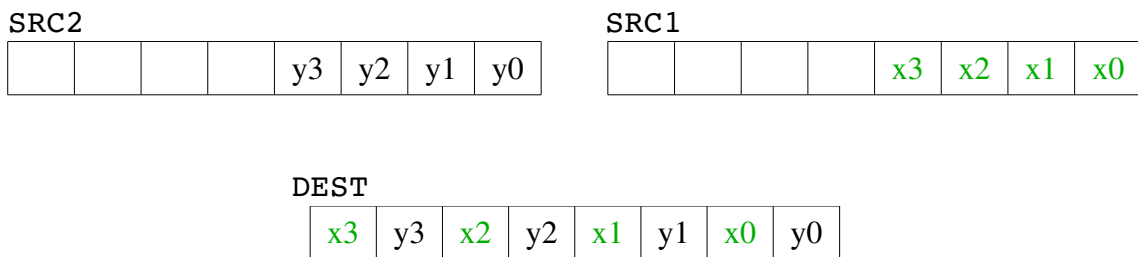 SRC2 SRC1
y3 y2 y1 y0 x3 x2 x1 x0
DEST
x3 y3 x2 y2 x1 y1 x0 y0